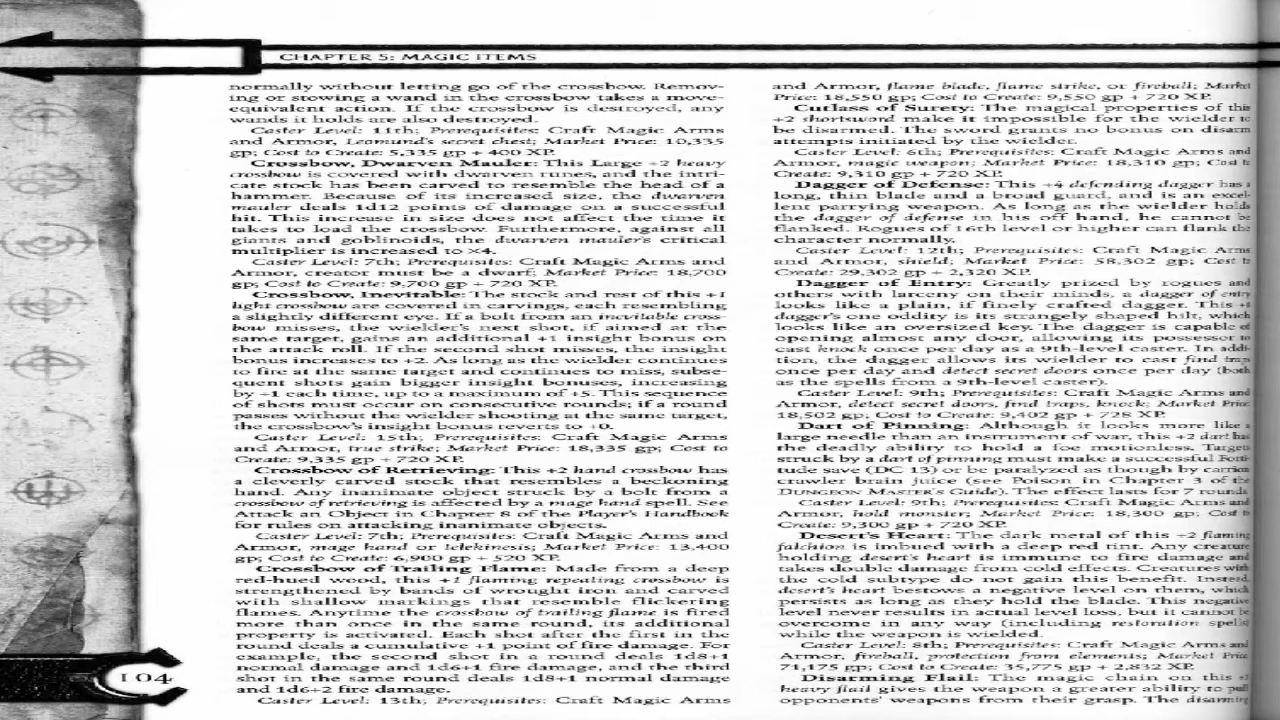 CHAPTER 5: MAGIC ITEMS
normally without letting go of the crossbow. Remov-
ing or stowing a wand in the crossbow takes a move-
equivalent action. If the crossbow is destroyed, any
wands it holds are also destroyed.
Caster Level: 11th; Prerequisites: Craft Magic Arms
and Armor, Leomund's secret chest; Market Price: 10,335
gp; Cost to Create: 5,335 gp + 400 XP.
Crossbow, Dwarven Mauler: This Large +2 heavy
crossbow is covered with dwarven runes, and the intri-
cate stock has been carved to resemble the head of a
hammer. Because of its increased size, the dwarven
mauler deals 1d12 points of damage on a successful
hit. This increase in size does not affect the time it
takes to load the crossbow. Furthermore, against all
giants and goblinoids, the dwarven mauler's critical
multiplier is increased to ×4.
Caster Level: 7th; Prerequisites: Craft Magic Arms and
Armor, creator must be a dwarf; Market Price: 18,700
gp; Cost to Create: 9,700 gp + 720 XP.
Crossbow, Inevitable: The stock and rest of this +1
light crossbow are covered in carvings, each resembling
a slightly different eye. If a bolt from an inevitable cross-
bow misses, the wielder's next shot, if aimed at the
same target, gains an additional +1 insight bonus on
the attack roll. If the second shot misses, the insight
bonus increases to +2. As long as the wielder continues
to fire at the same target and continues to miss, subse-
quent shots gain bigger insight bonuses, increasing
by +1 each time, up to a maximum of +5. This sequence
of shots must occur on consecutive rounds; if a round
passes without the wielder shooting at the same target,
the crossbow's insight bonus reverts to +0.
Caster Level: 15th; Prerequisites: Craft Magic Arms
and Armor, true strike; Market Price: 18,335 gp; Cost to
Create: 9,335 gp + 720 XP.
Crossbow of Retrieving: This +2 hand crossbow has
a cleverly carved stock that resembles a beckoning
hand. Any inanimate object struck by a bolt from a
crossbow of retrieving is affected by a mage hand spell. See
Attack an Object in Chapter 8 of the Player's Handbook
for rules on attacking inanimate objects.
Caster Level: 7th; Prerequisites: Craft Magic Arms and
Armor, mage hand or telekinesis; Market Price: 13,400
gp; Cost to Create: 6,900 gp + 520 XP.
Crossbow of Trailing Flame: Made from a deep
red-hued wood, this +1 flaming repeating crossbow is
strengthened by bands of wrought iron and carved
with shallow markings that resemble flickering
flames. Anytime the crossbow of trailing flame is fired
more than once in the same round, its additional
property is activated. Each shot after the first in the
round deals a cumulative +1 point of fire damage. For
example, the second shot in a round deals 1d8+1
normal damage and 1d6+1 fire damage, and the third
shot in the same round deals 1d8+1 normal damage
and 1d6+2 fire damage.
Caster Level: 13th; Prerequisites: Craft Magic Arms
and Armor, flame blade, flame strike, or fireball; Market
Price: 18,550 gp; Cost to Create: 9,550 gp + 720 XP.
Cutlass of Surety: The magical properties of this
+2 shortsword make it impossible for the wielder to
be disarmed. The sword grants no bonus on disarm
attempts initiated by the wielder.
Caster Level: 6th; Prerequisites: Craft Magic Arms and
Armor, magic weapon; Market Price: 18,310 gp; Cost to
Create: 9,310 gp + 720 XP.
Dagger of Defense: This +4 defending dagger has a
long, thin blade and a broad guard, and is an excel-
lent parrying weapon. As long as the wielder holds
the dagger of defense in his off hand, he cannot be
flanked. Rogues of 16th level or higher can flank the
character normally.
Caster Level: 12th; Prerequisites: Craft Magic Arms
and Armor, shield; Market Price: 58,302 gp; Cost to
Create: 29,302 gp + 2,320 XP.
Dagger of Entry: Greatly prized by rogues and
others with larceny on their minds, a dagger of entry
looks like a plain, if finely crafted dagger. This +1
dagger's one oddity is its strangely shaped hilt, which
looks like an oversized key. The dagger is capable of
opening almost any door, allowing its possessor to
cast knock once per day as a 9th-level caster. In addi-
tion, the dagger allows its wielder to cast find traps
once per day and detect secret doors once per day (both
as the spells from a 9th-level caster).
Caster Level: 9th; Prerequisites: Craft Magic Arms and
Armor, detect secret doors, find traps, knock; Market Price:
18,502 gp; Cost to Create: 9,402 gp + 728 XP.
Dart of Pinning: Although it looks more like a
large needle than an instrument of war, this +2 dart has
the deadly ability to hold a foe motionless. Targets
struck by a dart of pinning must make a successful Forti-
tude save (DC 13) or be paralyzed as though by carrion
crawler brain juice (see Poison in Chapter 3 of the
DUNGEON MASTER'S Guide). The effect lasts for 7 rounds.
Caster Level: 9th; Prerequisites: Craft Magic Arms and
Armor, hold monster; Market Price: 18,300 gp; Cost to
Create: 9,300 gp + 720 XP.
Desert's Heart: The dark metal of this +2 flaming
falchion is imbued with a deep red tint. Any creature
holding desert's heart is immune to fire damage and
takes double damage from cold effects. Creatures with
the cold subtype do not gain this benefit. Instead,
desert's heart bestows a negative level on them, which
persists as long as they hold the blade. This negative
level never results in actual level loss, but it cannot be
overcome in any way (including restoration spells)
while the weapon is wielded.
Caster Level: 8th; Prerequisites: Craft Magic Arms and
Armor, fireball, protection from elements; Market Price:
71,175 gp; Cost to Create: 35,775 gp + 2,832 XP.
Disarming Flail: The magic chain on this +1
heavy flail gives the weapon a greater ability to pull
opponents' weapons from their grasp. The disarming
104